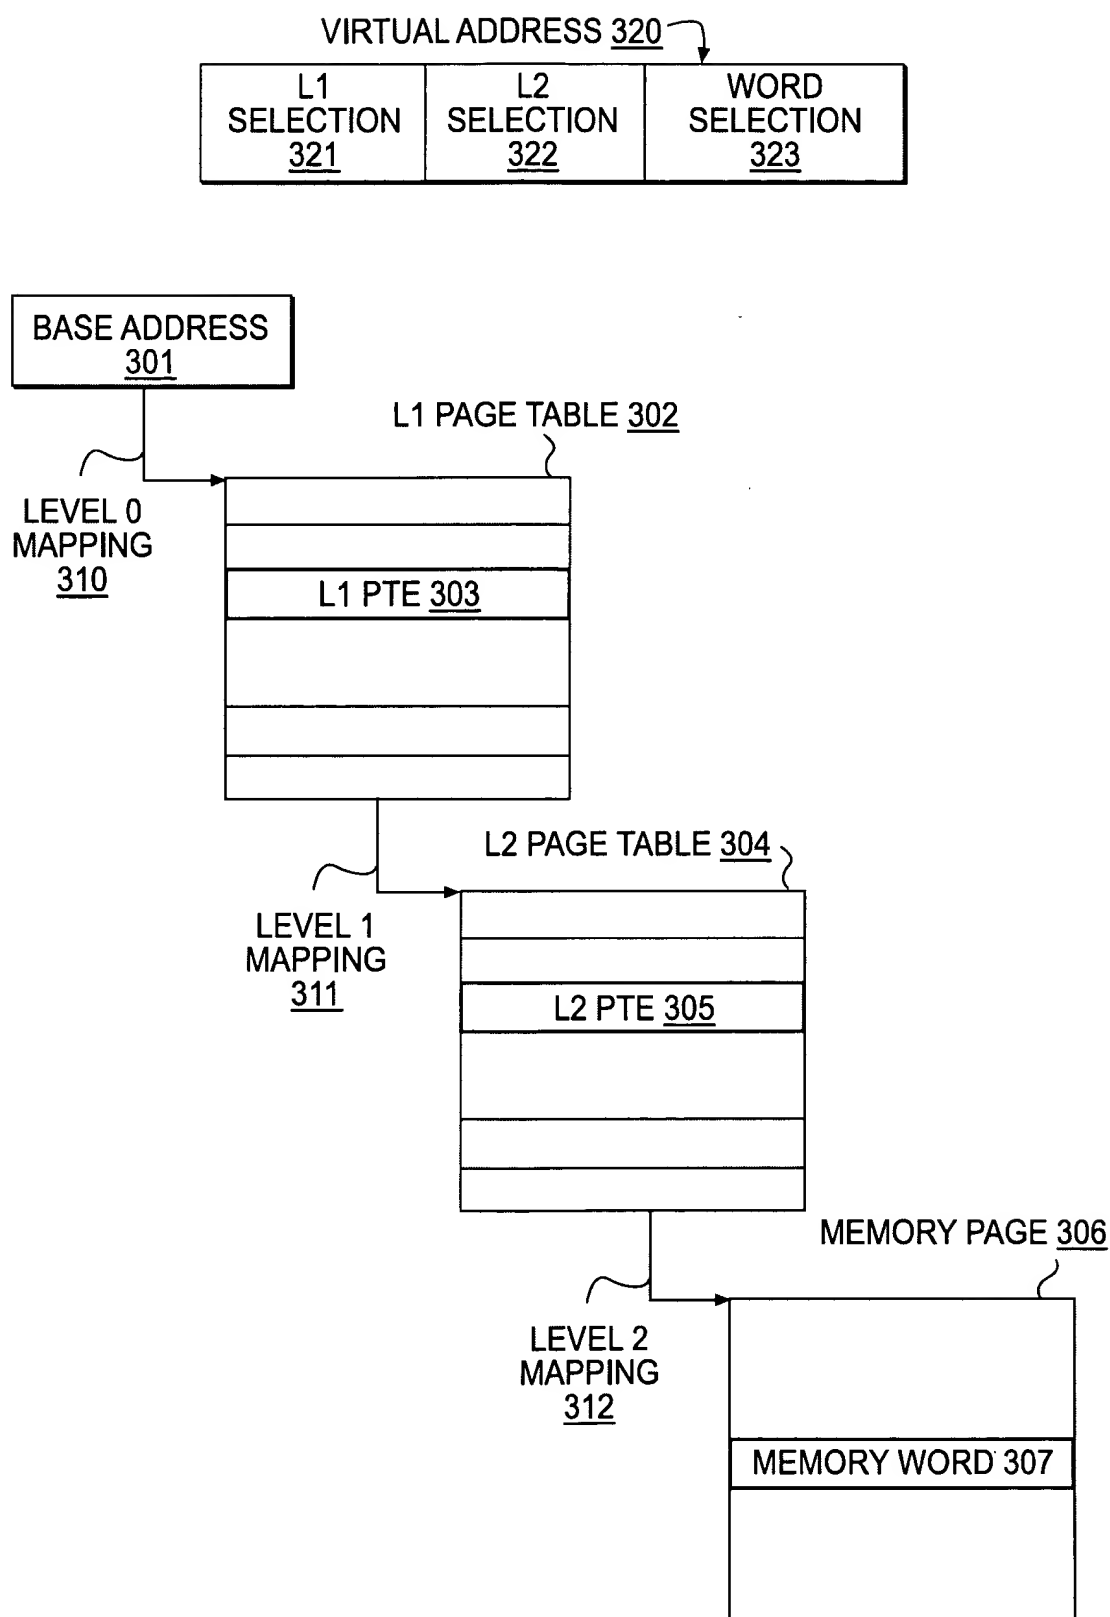 VIRTUAL ADDRESS 320
L1
SELECTION
321
L2
SELECTION
322
WORD
SELECTION
323
BASE ADDRESS
301
L1 PAGE TABLE 302
LEVEL 0
MAPPING
310
L1 PTE 303
L2 PAGE TABLE 304
LEVEL 1
MAPPING
311
L2 PTE 305
MEMORY PAGE 306
LEVEL 2
MAPPING
312
MEMORY WORD 307